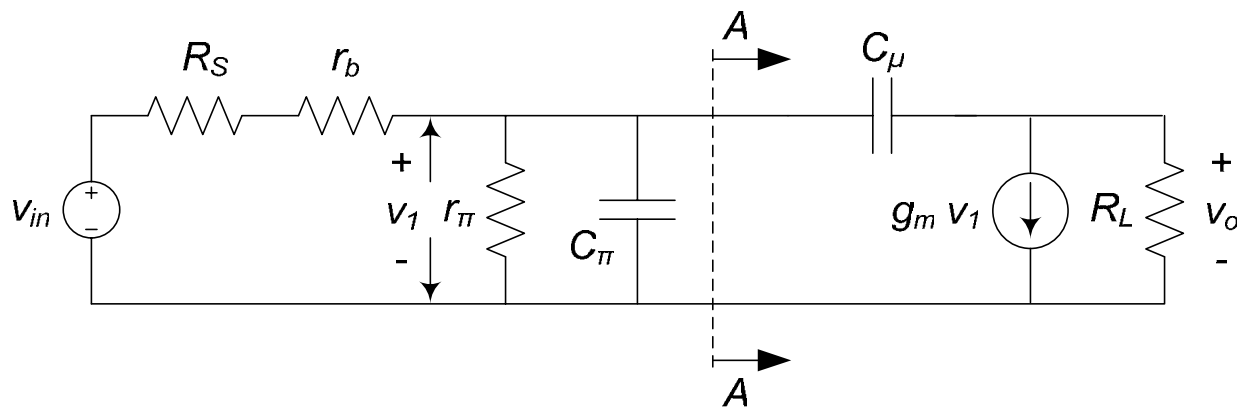 A
R_S
r_b
C_μ
+
-
v_in
+
v_1
-
r_π
C_π
g_m v_1
R_L
+
v_o
-
A